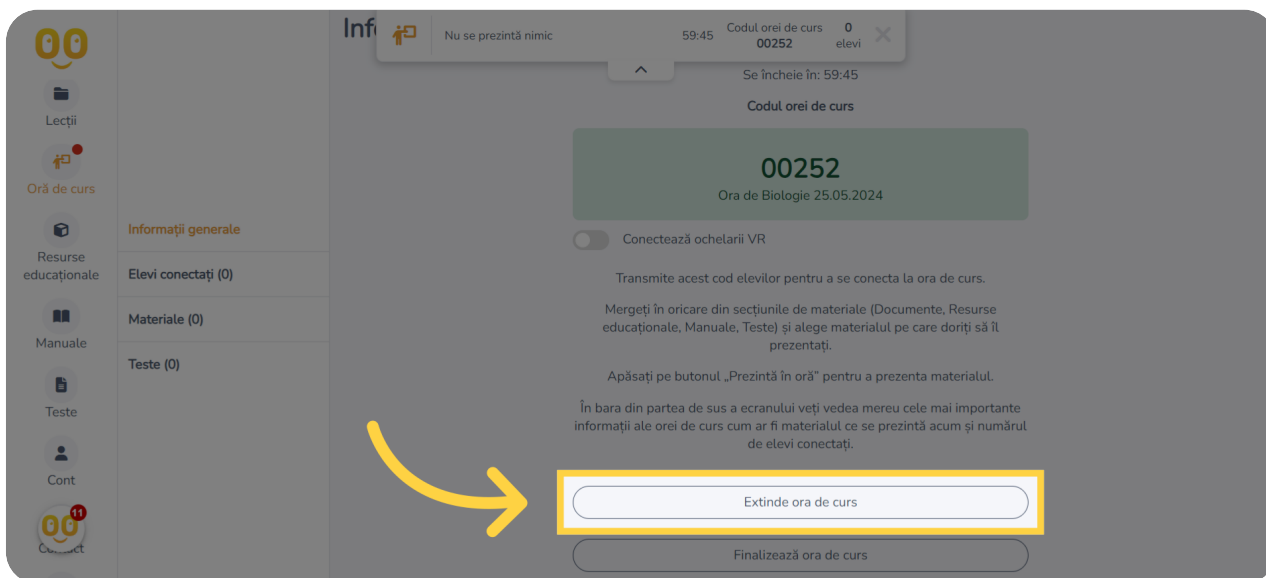 Lecții
Oră de curs
Resurse
educaționale
Manuale
Teste
Cont
11
Informații generale
Elevi conectați (0)
Materiale (0)
Teste (0)
Nu se prezintă nimic
59:45
Codul orei de curs
00252
0
elevi
Se încheie în: 59:45
Codul orei de curs
00252
Ora de Biologie 25.05.2024
Conectează ochelarii VR
Transmite acest cod elevilor pentru a se conecta la ora de curs.
Mergeți în oricare din secțiunile de materiale (Documente, Resurse
educaționale, Manuale, Teste) și alege materialul pe care doriți să îl
prezentați.
Apăsați pe butonul „Prezintă în oră” pentru a prezenta materialul.
În bara din partea de sus a ecranului veți vedea mereu cele mai importante
informații ale orei de curs cum ar fi materialul ce se prezintă acum și numărul
de elevi conectați.
Extinde ora de curs
Finalizează ora de curs